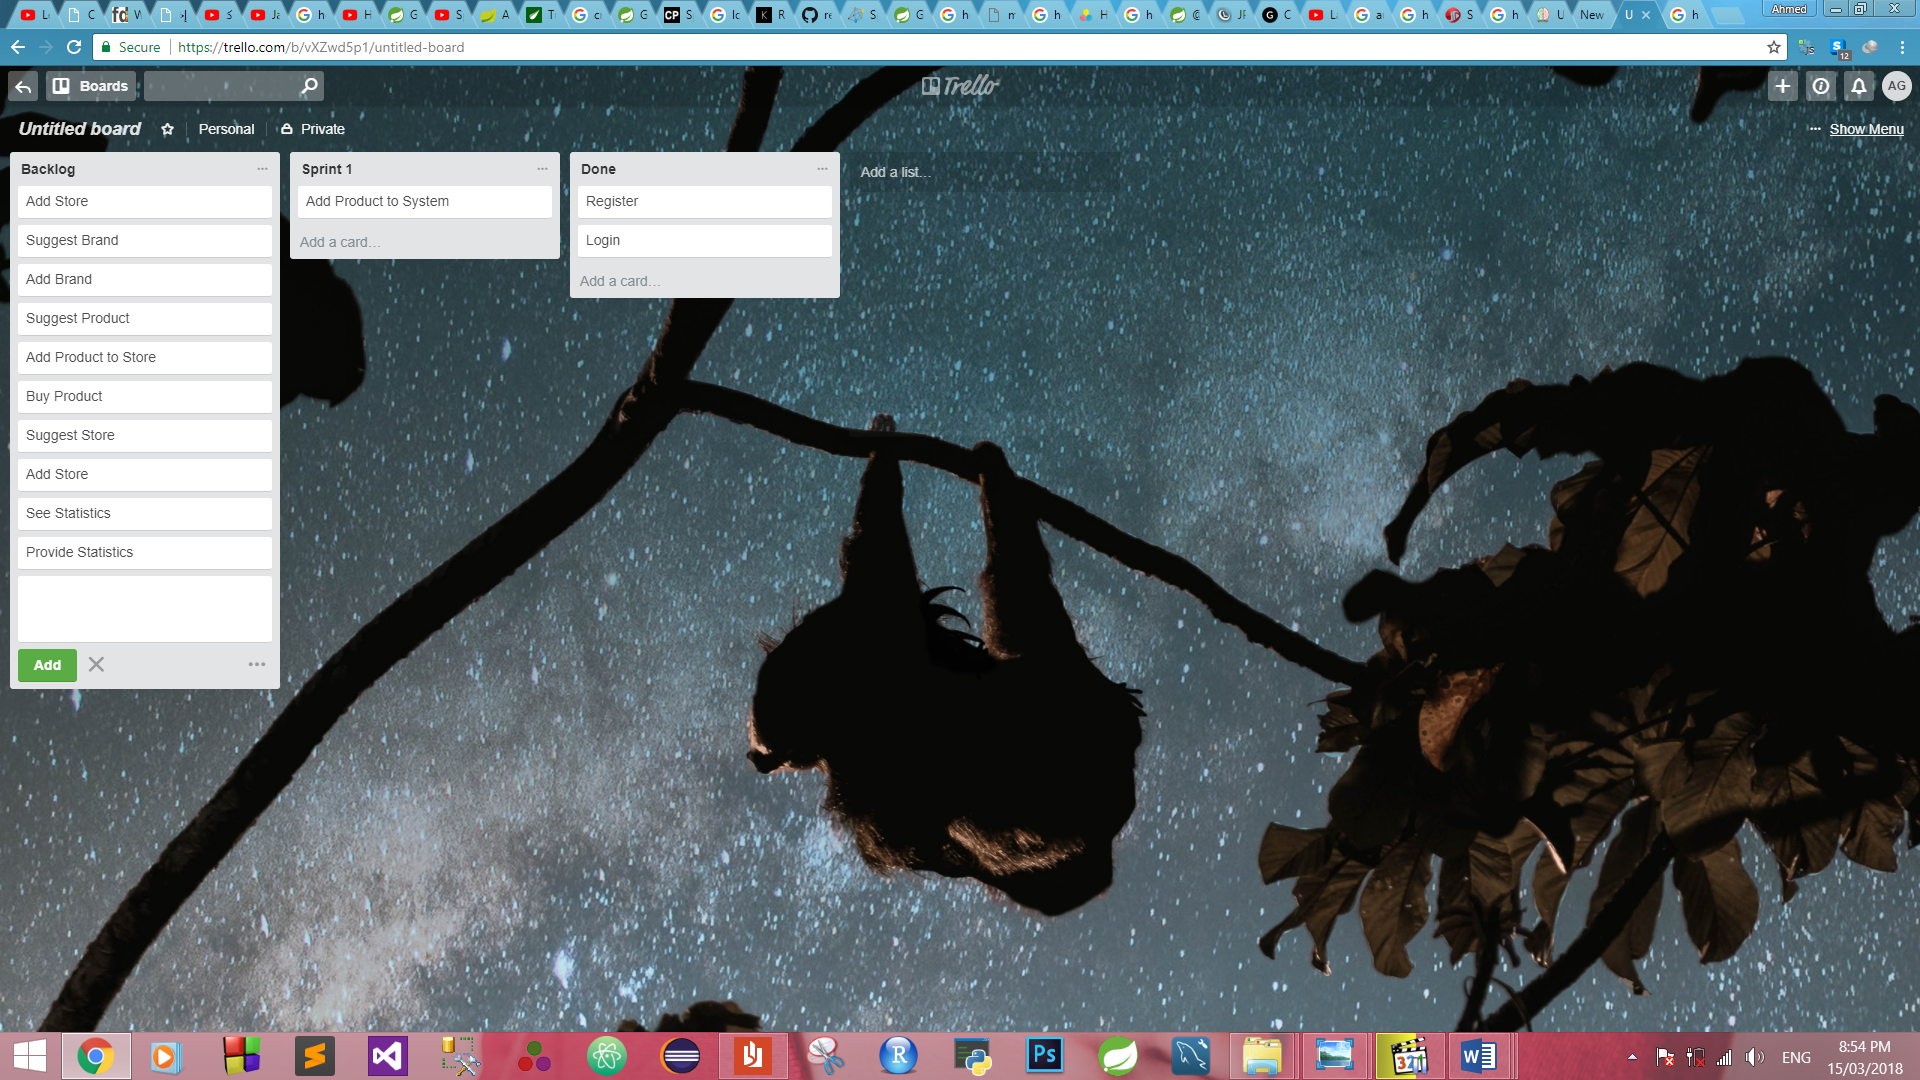 Ahmed
Secure
https://trello.com/b/vXZwd5p1/untitled-board
12
Boards
Trello
AG
Untitled board
Personal
Private
Show Menu
Backlog
Add Store
Suggest Brand
Add Brand
Suggest Product
Add Product to Store
Buy Product
Suggest Store
Add Store
See Statistics
Provide Statistics
Add
Sprint 1
Add Product to System
Add a card...
Done
Register
Login
Add a card...
Add a list...
R
Ps
321
W
ENG
8:54 PM
15/03/2018